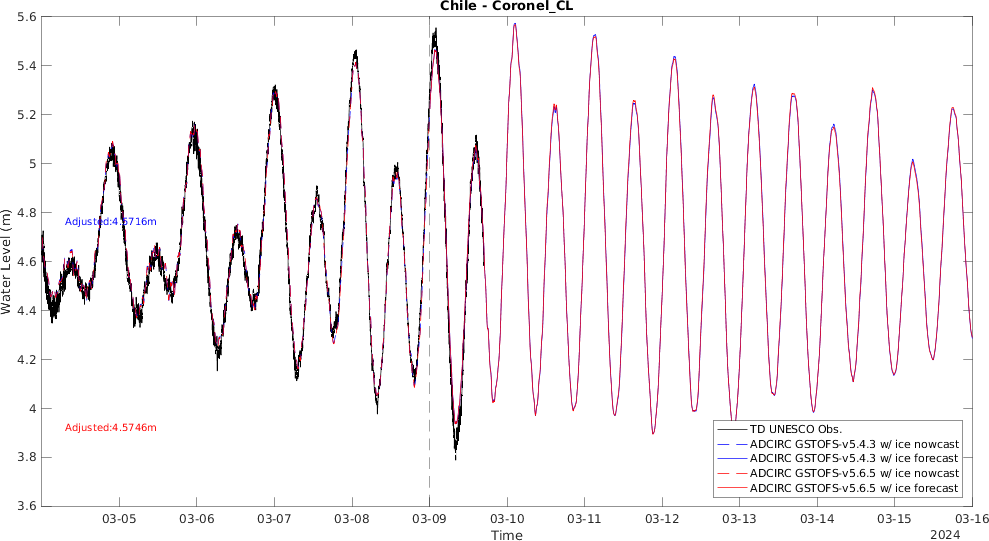 Chile - Coronel_CL
5.6
5.4
5.2
5
4.8
4.6
4.4
4.2
4
3.8
3.6
Water Level (m)
Adjusted:4.5716m
Adjusted:4.5746m
TD UNESCO Obs.
ADCIRC GSTOFS-v5.4.3 w/ ice nowcast
ADCIRC GSTOFS-v5.4.3 w/ ice forecast
ADCIRC GSTOFS-v5.6.5 w/ ice nowcast
ADCIRC GSTOFS-v5.6.5 w/ ice forecast
03-05 03-06 03-07 03-08 03-09 03-10 03-11 03-12 03-13 03-14 03-15 03-16
Time
2024